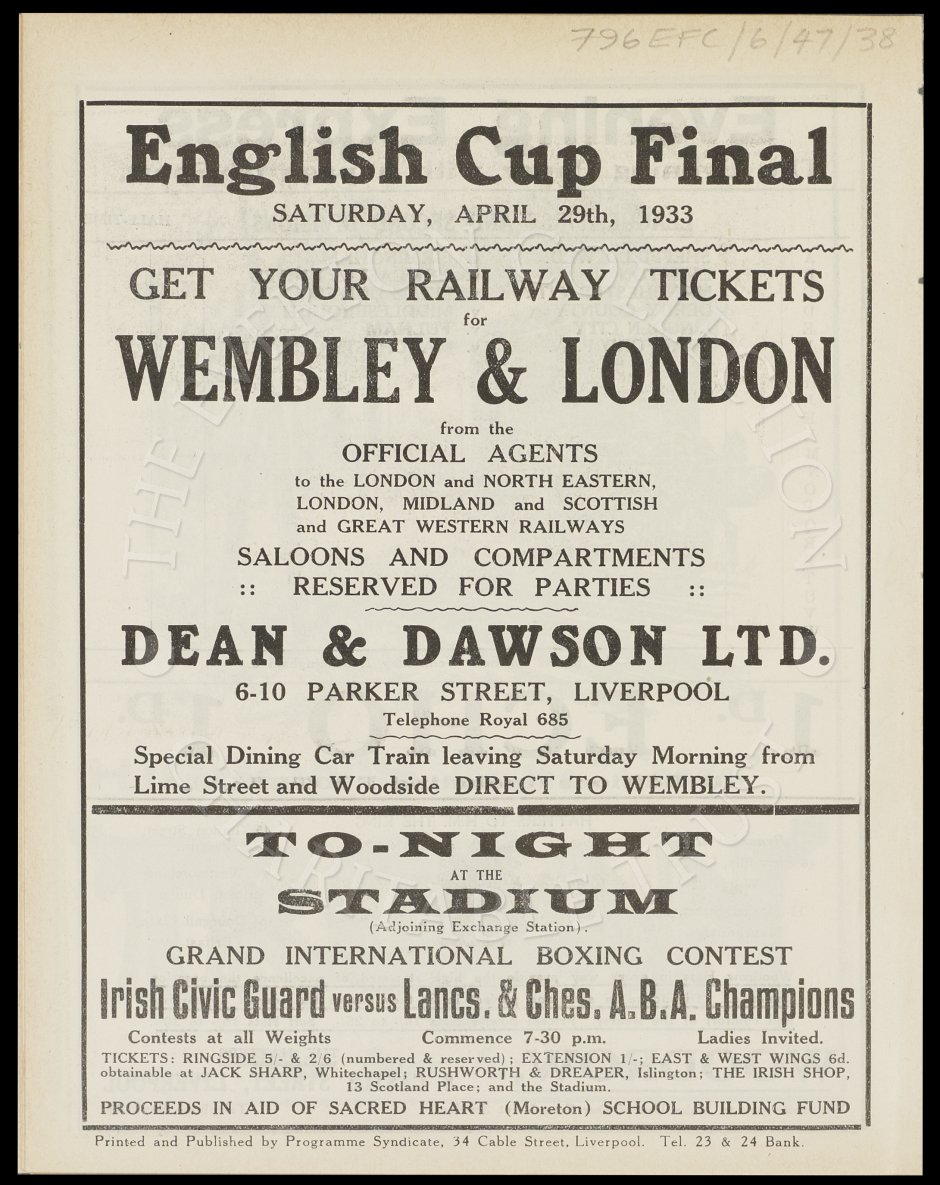 796EFC/6/47/38
English Cup Final
SATURDAY, APRIL 29th, 1933
GET YOUR RAILWAY TICKETS
for
WEMBLEY & LONDON
from the
OFFICIAL AGENTS
to the LONDON and NORTH EASTERN,
LONDON, MIDLAND and SCOTTISH
and GREAT WESTERN RAILWAYS
SALOONS AND COMPARTMENTS
:: RESERVED FOR PARTIES ::
DEAN & DAWSON LTD.
6-10 PARKER STREET, LIVERPOOL
Telephone Royal 685
Special Dining Car Train leaving Saturday Morning from
Lime Street and Woodside DIRECT TO WEMBLEY.
TO-NIGHT
AT THE
STADIUM
(Adjoining Exchange Station).
GRAND INTERNATIONAL BOXING CONTEST
Irish Civic Guard versus Lancs. & Ches. A.B.A. Champions
Contests at all Weights Commence 7-30 p.m. Ladies Invited.
TICKETS: RINGSIDE 5/- & 2/6 (numbered & reserved); EXTENSION 1/-; EAST & WEST WINGS 6d.
obtainable at JACK SHARP, Whitechapel; RUSHWORTH & DREAPER, Islington; THE IRISH SHOP,
13 Scotland Place; and the Stadium.
PROCEEDS IN AID OF SACRED HEART (Moreton) SCHOOL BUILDING FUND
Printed and Published by Programme Syndicate, 34 Cable Street, Liverpool. Tel. 23 & 24 Bank.
THE EVERTON COLLECTION
CHARITABLE TRUST